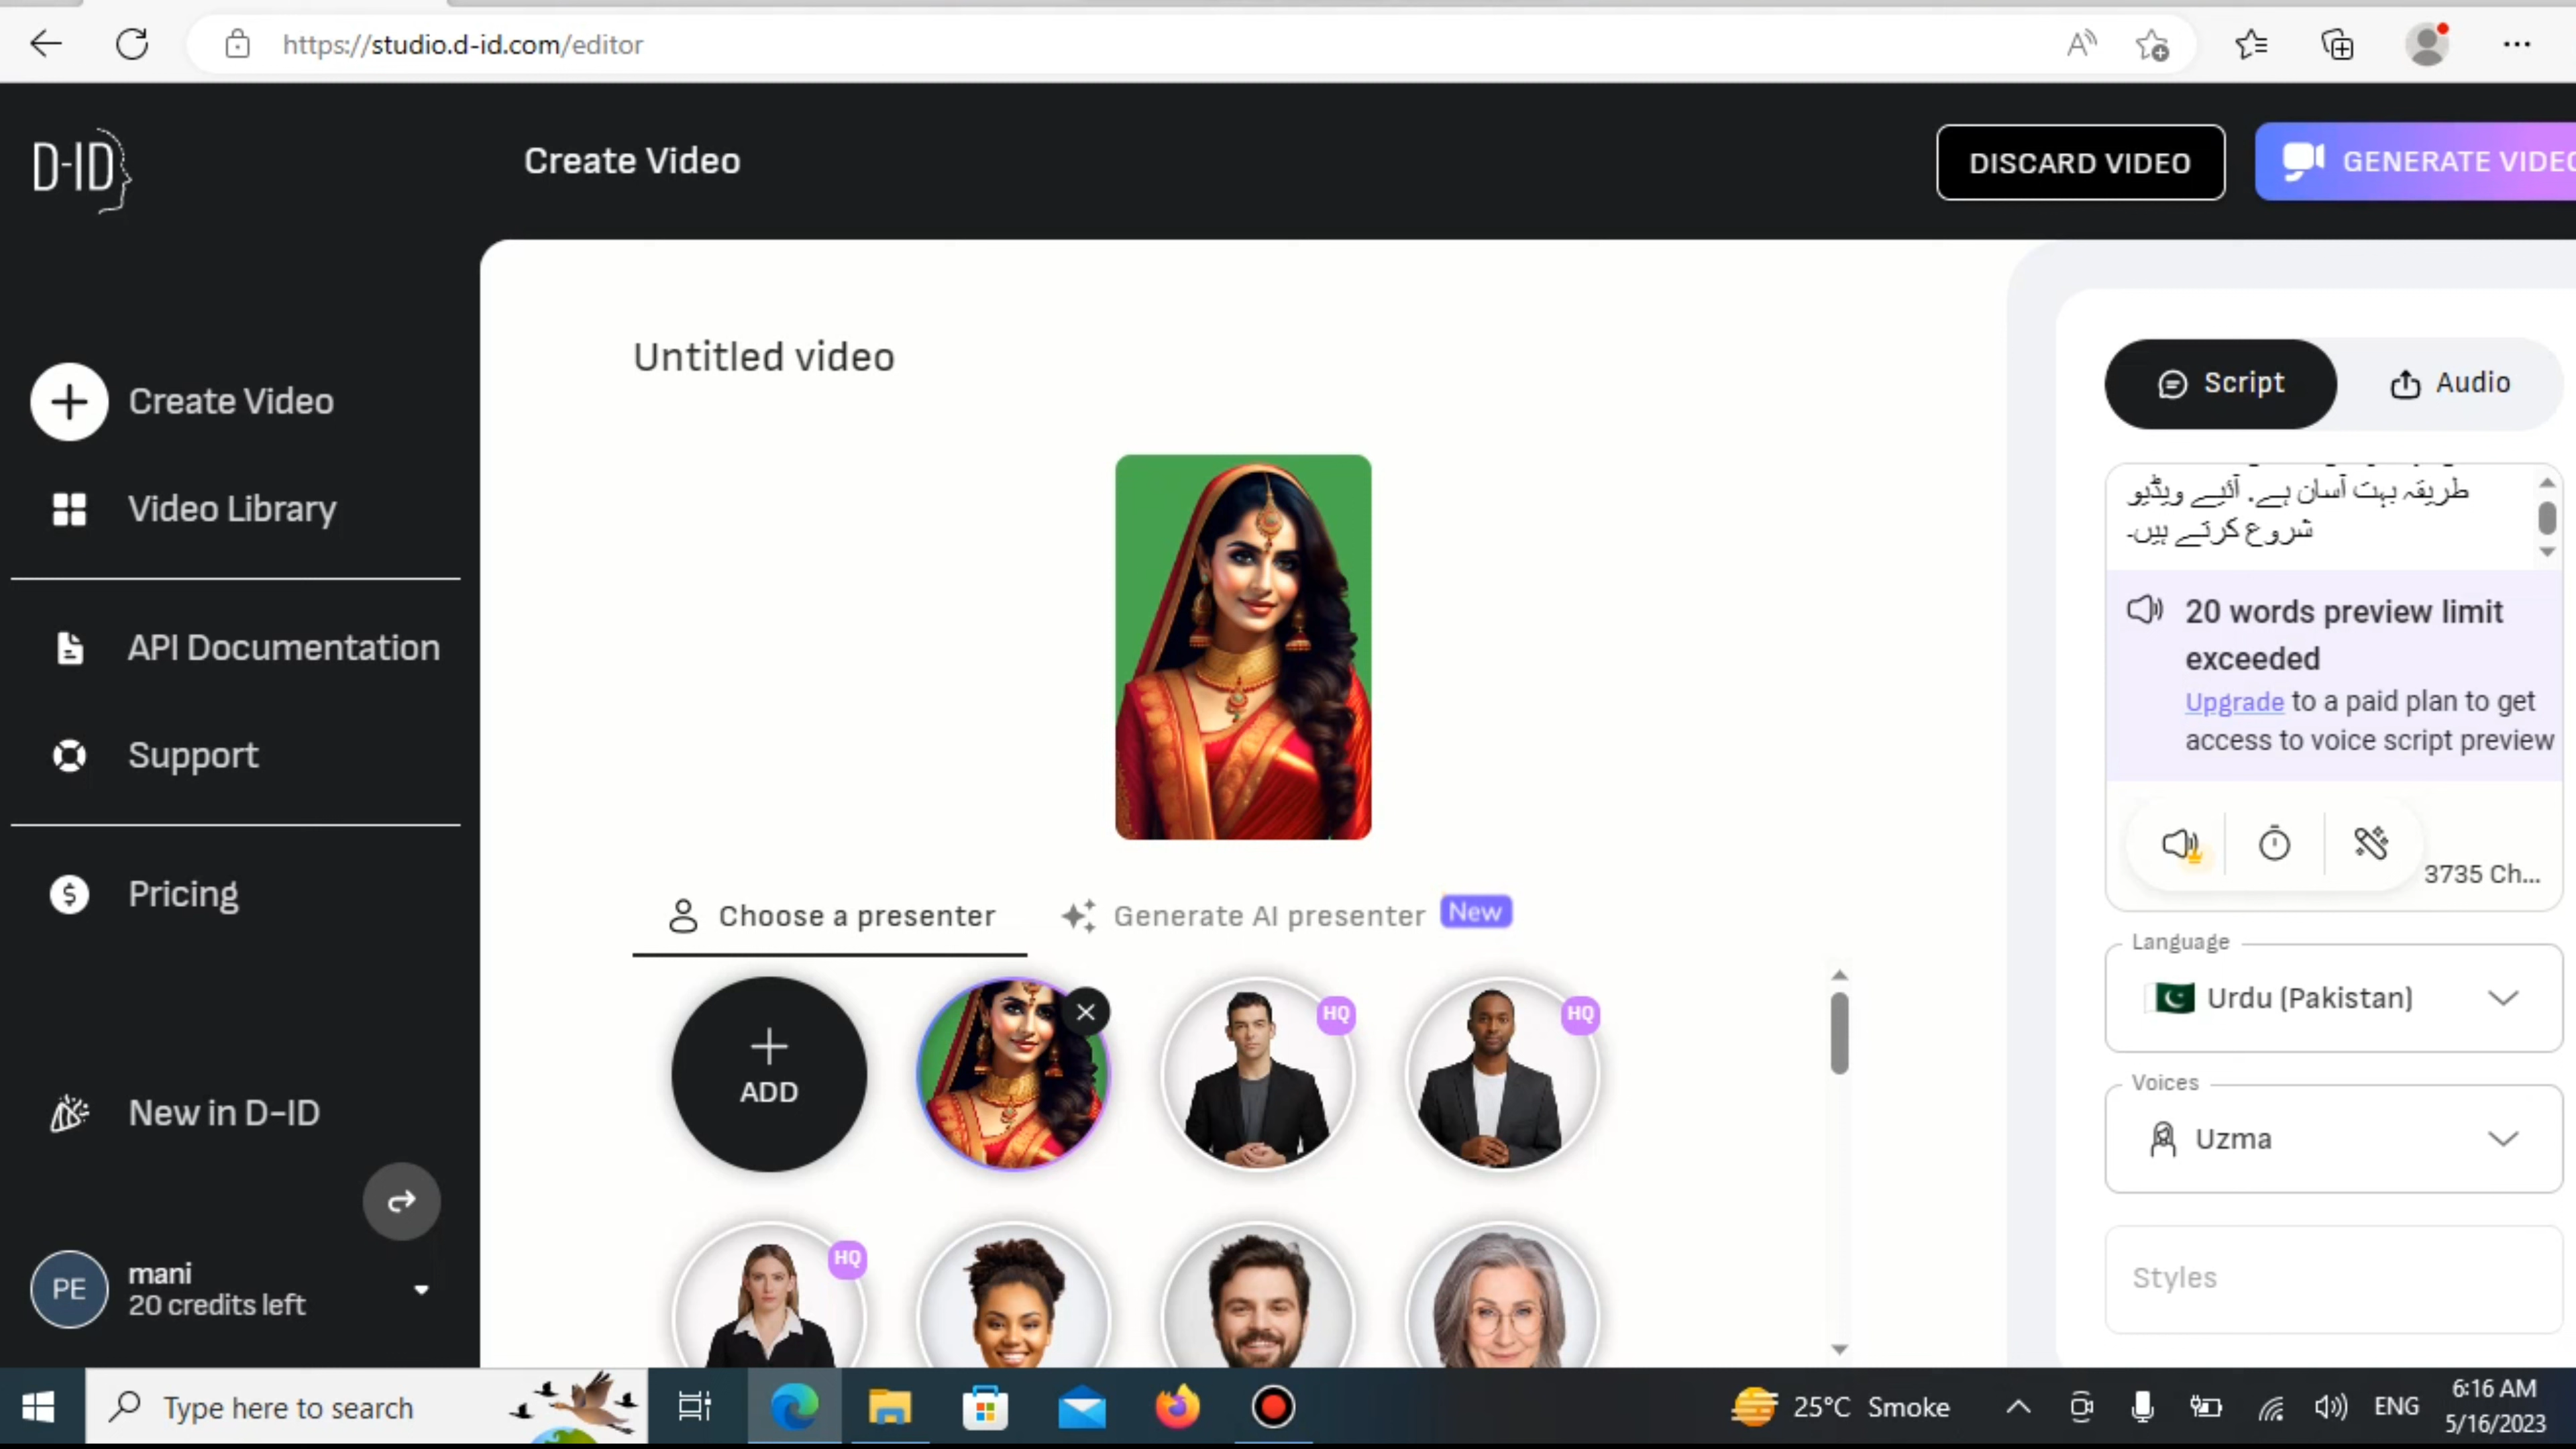 https://studio.d-id.com/editor
D-ID
Create Video
DISCARD VIDEO
GENERATE VIDEO
Create Video
Video Library
API Documentation
Support
Pricing
New in D-ID
PE
mani
20 credits left
Untitled video
Choose a presenter
Generate AI presenter
New
ADD
HQ
HQ
HQ
Script
Audio
طریقہ بہت آسان ہے. آئیے ویڈیو
شروع کرتے ہیں۔
20 words preview limit
exceeded
Upgrade to a paid plan to get
access to voice script preview
3735 Ch...
Language
Urdu (Pakistan)
Voices
Uzma
Styles
Type here to search
25°C Smoke
ENG
6:16 AM
5/16/2023